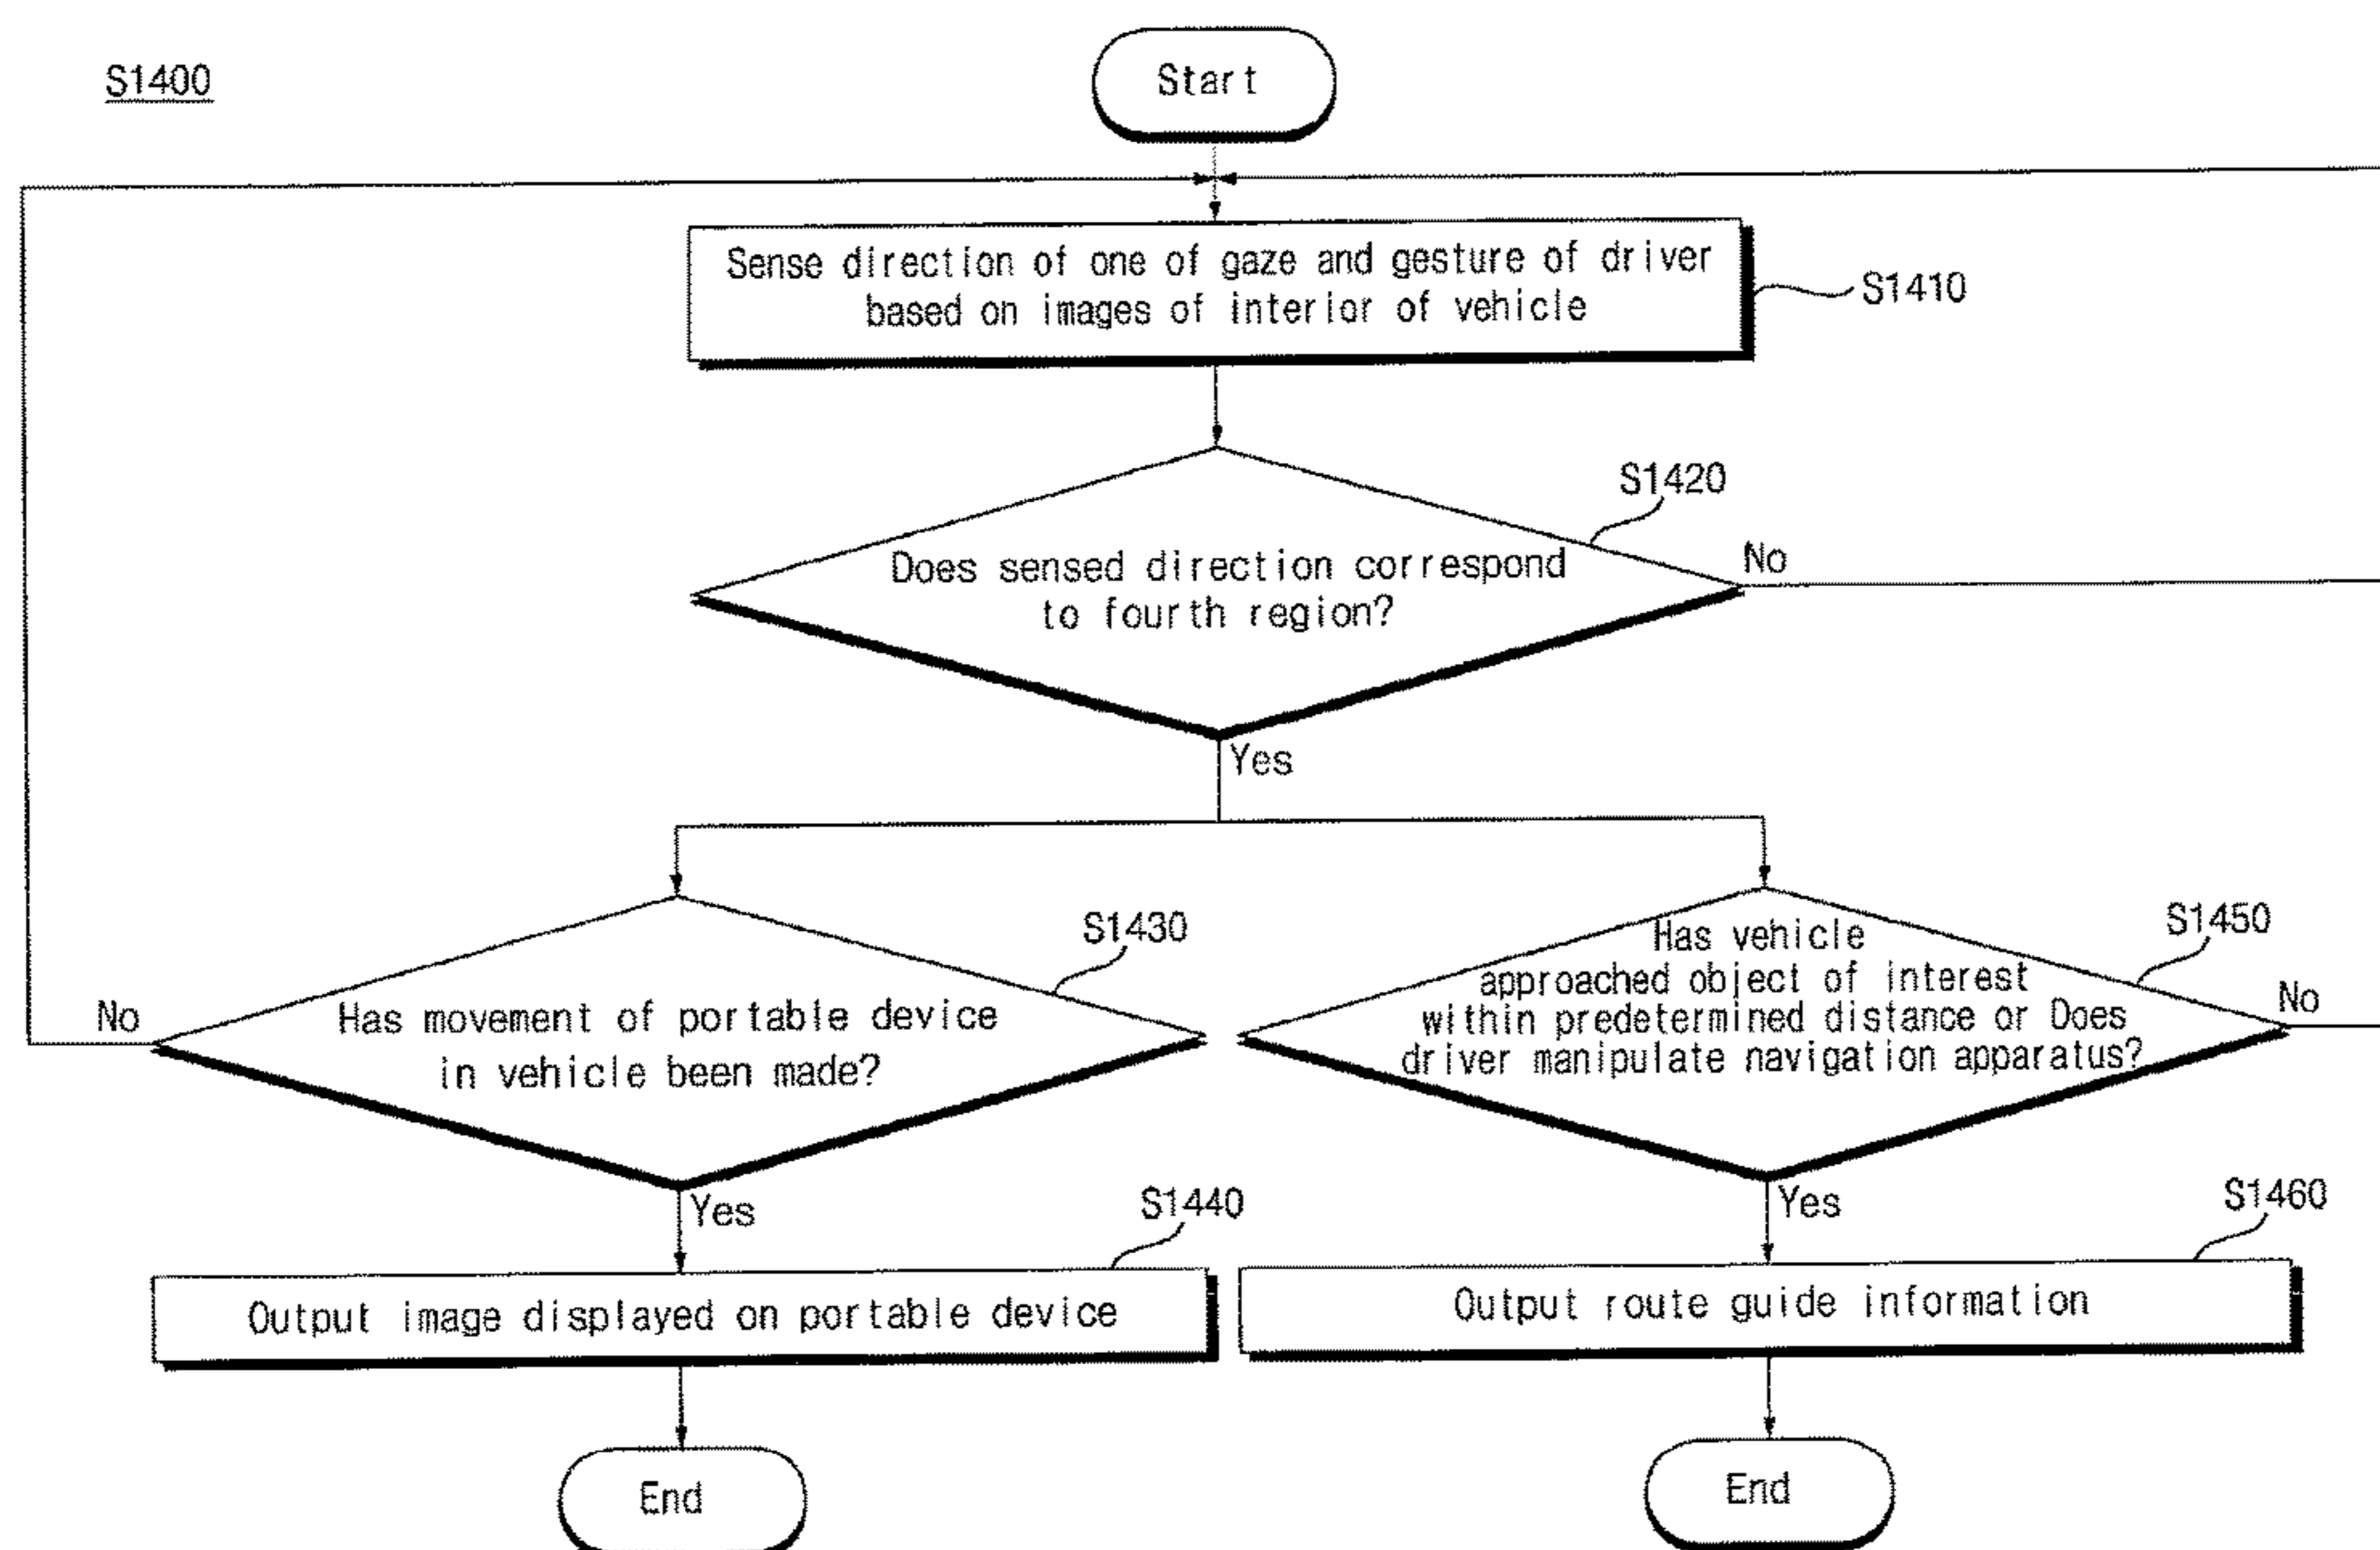 S1400
Start
Sense direction of one of gaze and gesture of driver
based on images of interior of vehicle
S1410
S1420
Does sensed direction correspond
to fourth region?
No
Yes
S1430
Has movement of portable device
in vehicle been made?
No
Yes
S1450
Has vehicle
approached object of interest
within predetermined distance or Does
driver manipulate navigation apparatus?
No
Yes
S1440
Output image displayed on portable device
S1460
Output route guide information
End
End